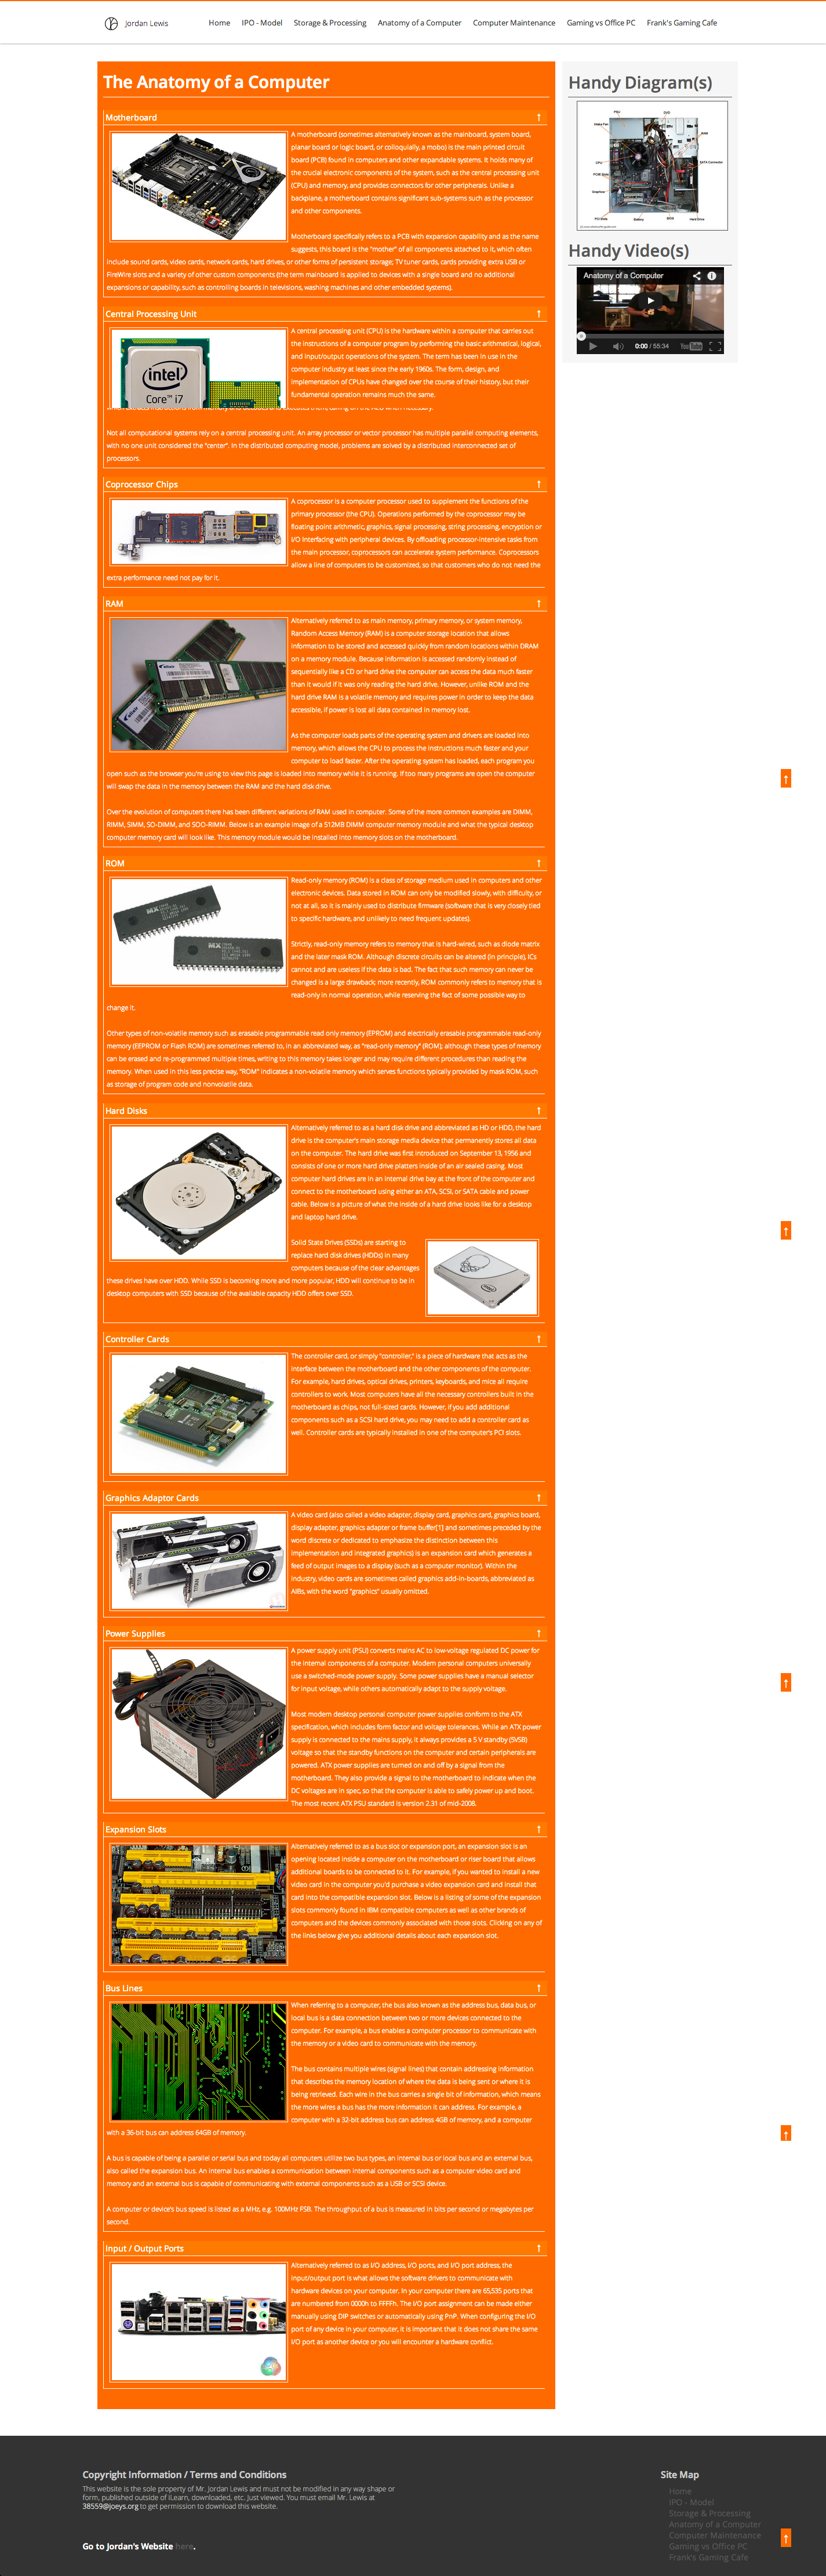 Jordan Lewis
Home IPO - Model Storage & Processing Anatomy of a Computer Computer Maintenance Gaming vs Office PC Frank's Gaming Cafe
The Anatomy of a Computer
Motherboard
A motherboard (sometimes alternatively known as the mainboard, system board,
planar board or logic board, or colloquially, a mobo) is the main printed circuit
board (PCB) found in computers and other expandable systems. It holds many of
the crucial electronic components of the system, such as the central processing unit
(CPU) and memory, and provides connectors for other peripherals. Unlike a
backplane, a motherboard contains significant sub-systems such as the processor
and other components.
Motherboard specifically refers to a PCB with expansion capability and as the name
suggests, this board is the "mother" of all components attached to it, which often
include sound cards, video cards, network cards, hard drives, or other forms of persistent storage; TV tuner cards, cards providing extra USB or
FireWire slots and a variety of other custom components (the term mainboard is applied to devices with a single board and no additional
expansions or capability, such as controlling boards in televisions, washing machines and other embedded systems).
Central Processing Unit
intel
Core™ i7
A central processing unit (CPU) is the hardware within a computer that carries out
the instructions of a computer program by performing the basic arithmetical, logical,
and input/output operations of the system. The term has been in use in the
computer industry at least since the early 1960s. The form, design, and
implementation of CPUs have changed over the course of their history, but their
fundamental operation remains much the same.
Not all computational systems rely on a central processing unit. An array processor or vector processor has multiple parallel computing elements,
with no one unit considered the "center". In the distributed computing model, problems are solved by a distributed interconnected set of
processors.
Coprocessor Chips
A coprocessor is a computer processor used to supplement the functions of the
primary processor (the CPU). Operations performed by the coprocessor may be
floating point arithmetic, graphics, signal processing, string processing, encryption or
I/O Interfacing with peripheral devices. By offloading processor-intensive tasks from
the main processor, coprocessors can accelerate system performance. Coprocessors
allow a line of computers to be customized, so that customers who do not need the
extra performance need not pay for it.
RAM
Alternatively referred to as main memory, primary memory, or system memory,
Random Access Memory (RAM) is a computer storage location that allows
information to be stored and accessed quickly from random locations within DRAM
on a memory module. Because information is accessed randomly instead of
sequentially like a CD or hard drive the computer can access the data much faster
than it would if it was only reading the hard drive. However, unlike ROM and the
hard drive RAM is a volatile memory and requires power in order to keep the data
accessible, if power is lost all data contained in memory lost.
As the computer loads parts of the operating system and drivers are loaded into
memory, which allows the CPU to process the instructions much faster and your
computer to load faster. After the operating system has loaded, each program you
open such as the browser you're using to view this page is loaded into memory while it is running. If too many programs are open the computer
will swap the data in the memory between the RAM and the hard disk drive.
Over the evolution of computers there has been different variations of RAM used in computer. Some of the more common examples are DIMM,
RIMM, SIMM, SO-DIMM, and SOO-RIMM. Below is an example image of a 512MB DIMM computer memory module and what the typical desktop
computer memory card will look like. This memory module would be installed into memory slots on the motherboard.
ROM
Read-only memory (ROM) is a class of storage medium used in computers and other
electronic devices. Data stored in ROM can only be modified slowly, with difficulty, or
not at all, so it is mainly used to distribute firmware (software that is very closely tied
to specific hardware, and unlikely to need frequent updates).
Strictly, read-only memory refers to memory that is hard-wired, such as diode matrix
and the later mask ROM. Although discrete circuits can be altered (in principle), ICs
cannot and are useless if the data is bad. The fact that such memory can never be
changed is a large drawback; more recently, ROM commonly refers to memory that is
read-only in normal operation, while reserving the fact of some possible way to
change it.
Other types of non-volatile memory such as erasable programmable read only memory (EPROM) and electrically erasable programmable read-only
memory (EEPROM or Flash ROM) are sometimes referred to, in an abbreviated way, as "read-only memory" (ROM); although these types of memory
can be erased and re-programmed multiple times, writing to this memory takes longer and may require different procedures than reading the
memory. When used in this less precise way, "ROM" indicates a non-volatile memory which serves functions typically provided by mask ROM, such
as storage of program code and nonvolatile data.
Hard Disks
Alternatively referred to as a hard disk drive and abbreviated as HD or HDD, the hard
drive is the computer's main storage media device that permanently stores all data
on the computer. The hard drive was first introduced on September 13, 1956 and
consists of one or more hard drive platters inside of an air sealed casing. Most
computer hard drives are in an internal drive bay at the front of the computer and
connect to the motherboard using either an ATA, SCSI, or SATA cable and power
cable. Below is a picture of what the inside of a hard drive looks like for a desktop
and laptop hard drive.
Solid State Drives (SSDs) are starting to
replace hard disk drives (HDDs) in many
computers because of the clear advantages
these drives have over HDD. While SSD is becoming more and more popular, HDD will continue to be in
desktop computers with SSD because of the available capacity HDD offers over SSD.
Controller Cards
The controller card, or simply "controller," is a piece of hardware that acts as the
interface between the motherboard and the other components of the computer.
For example, hard drives, optical drives, printers, keyboards, and mice all require
controllers to work. Most computers have all the necessary controllers built in the
motherboard as chips, not full-sized cards. However, if you add additional
components such as a SCSI hard drive, you may need to add a controller card as
well. Controller cards are typically installed in one of the computer's PCI slots.
Graphics Adaptor Cards
A video card (also called a video adapter, display card, graphics card, graphics board,
display adapter, graphics adapter or frame buffer[1] and sometimes preceded by the
word discrete or dedicated to emphasize the distinction between this
implementation and integrated graphics) is an expansion card which generates a
feed of output images to a display (such as a computer monitor). Within the
industry, video cards are sometimes called graphics add-in-boards, abbreviated as
AIBs, with the word "graphics" usually omitted.
Power Supplies
A power supply unit (PSU) converts mains AC to low-voltage regulated DC power for
the internal components of a computer. Modern personal computers universally
use a switched-mode power supply. Some power supplies have a manual selector
for input voltage, while others automatically adapt to the supply voltage.
Most modern desktop personal computer power supplies conform to the ATX
specification, which includes form factor and voltage tolerances. While an ATX power
supply is connected to the mains supply, it always provides a 5 V standby (5VSB)
voltage so that the standby functions on the computer and certain peripherals are
powered. ATX power supplies are turned on and off by a signal from the
motherboard. They also provide a signal to the motherboard to indicate when the
DC voltages are in spec, so that the computer is able to safely power up and boot.
The most recent ATX PSU standard is version 2.31 of mid-2008.
Expansion Slots
Alternatively referred to as a bus slot or expansion port, an expansion slot is an
opening located inside a computer on the motherboard or riser board that allows
additional boards to be connected to it. For example, if you wanted to install a new
video card in the computer you'd purchase a video expansion card and install that
card into the compatible expansion slot. Below is a listing of some of the expansion
slots commonly found in IBM compatible computers as well as other brands of
computers and the devices commonly associated with those slots. Clicking on any of
the links below give you additional details about each expansion slot.
Bus Lines
When referring to a computer, the bus also known as the address bus, data bus, or
local bus is a data connection between two or more devices connected to the
computer. For example, a bus enables a computer processor to communicate with
the memory or a video card to communicate with the memory.
The bus contains multiple wires (signal lines) that contain addressing information
that describes the memory location of where the data is being sent or where it is
being retrieved. Each wire in the bus carries a single bit of information, which means
the more wires a bus has the more information it can address. For example, a
computer with a 32-bit address bus can address 4GB of memory, and a computer
with a 36-bit bus can address 64GB of memory.
A bus is capable of being a parallel or serial bus and today all computers utilize two bus types, an internal bus or local bus and an external bus,
also called the expansion bus. An internal bus enables a communication between internal components such as a computer video card and
memory and an external bus is capable of communicating with external components such as a USB or SCSI device.
A computer or device's bus speed is listed as a MHz, e.g. 100MHz FSB. The throughput of a bus is measured in bits per second or megabytes per
second.
Input / Output Ports
Alternatively referred to as I/O address, I/O ports, and I/O port address, the
input/output port is what allows the software drivers to communicate with
hardware devices on your computer. In your computer there are 65,535 ports that
are numbered from 0000h to FFFFh. The I/O port assignment can be made either
manually using DIP switches or automatically using PnP. When configuring the I/O
port of any device in your computer, it is important that it does not share the same
I/O port as another device or you will encounter a hardware conflict.
Handy Diagram(s)
PSU
RAM
SATA Connector
CPU
Battery
BIOS
Hard Drive
Handy Video(s)
Anatomy of a Computer
0:00 / 55:34
YouTube
Copyright Information / Terms and Conditions
This website is the sole property of Mr. Jordan Lewis and must not be modified in any way shape or
form, published outside of iLearn, downloaded, etc. Just viewed. You must email Mr. Lewis at
38559@joeys.org to get permission to download this website.
Go to Jordan's Website here.
Site Map
Home
IPO - Model
Storage & Processing
Anatomy of a Computer
Computer Maintenance
Gaming vs Office PC
Frank's Gaming Cafe